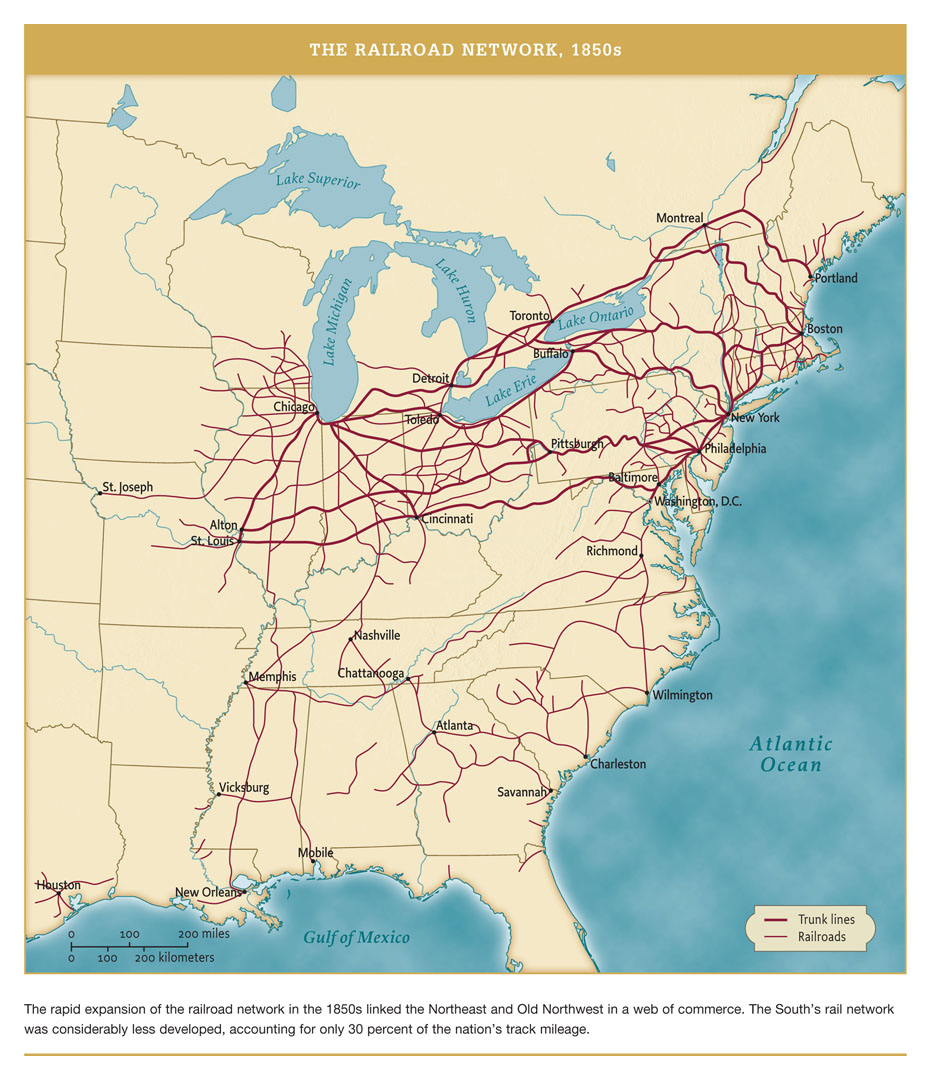 THE RAILROAD NETWORK, 1850s
Lake Superior
Montreal
Lake Huron
Lake Michigan
Portland
Toronto
Lake Ontario
Boston
Buffalo
Detroit
Lake Erie
Chicago
Toledo
New York
Pittsburgh
Philadelphia
Baltimore
St. Joseph
Washington, D.C.
Alton
Cincinnati
St. Louis
Richmond
Nashville
Chattanooga
Memphis
Wilmington
Atlanta
Atlantic
Ocean
Charleston
Vicksburg
Savannah
Mobile
Houston
New Orleans
Trunk lines
Railroads
Gulf of Mexico
0 100 200 miles
0 100 200 kilometers
The rapid expansion of the railroad network in the 1850s linked the Northeast and Old Northwest in a web of commerce. The South's rail network
was considerably less developed, accounting for only 30 percent of the nation's track mileage.